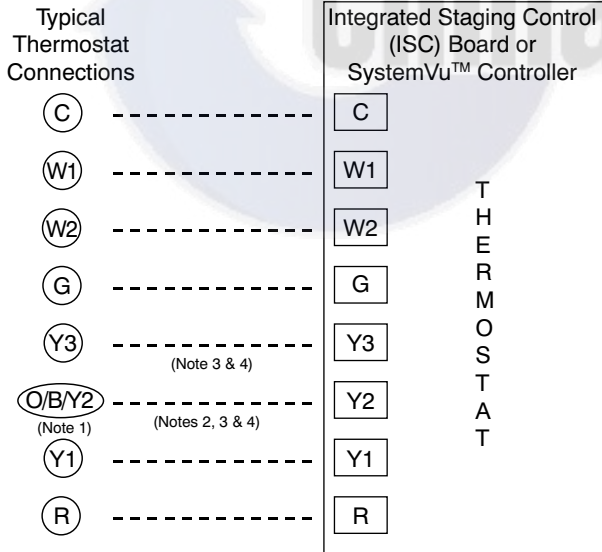 Typical
Thermostat
Connections
Integrated Staging Control
(ISC) Board or
SystemVu™ Controller
C
C
W1
W1
W2
W2
G
G
Y3
(Note 3 & 4)
Y3
O/B/Y2
(Note 1)
(Notes 2, 3 & 4)
Y2
Y1
Y1
R
R
T
H
E
R
M
O
S
T
A
T